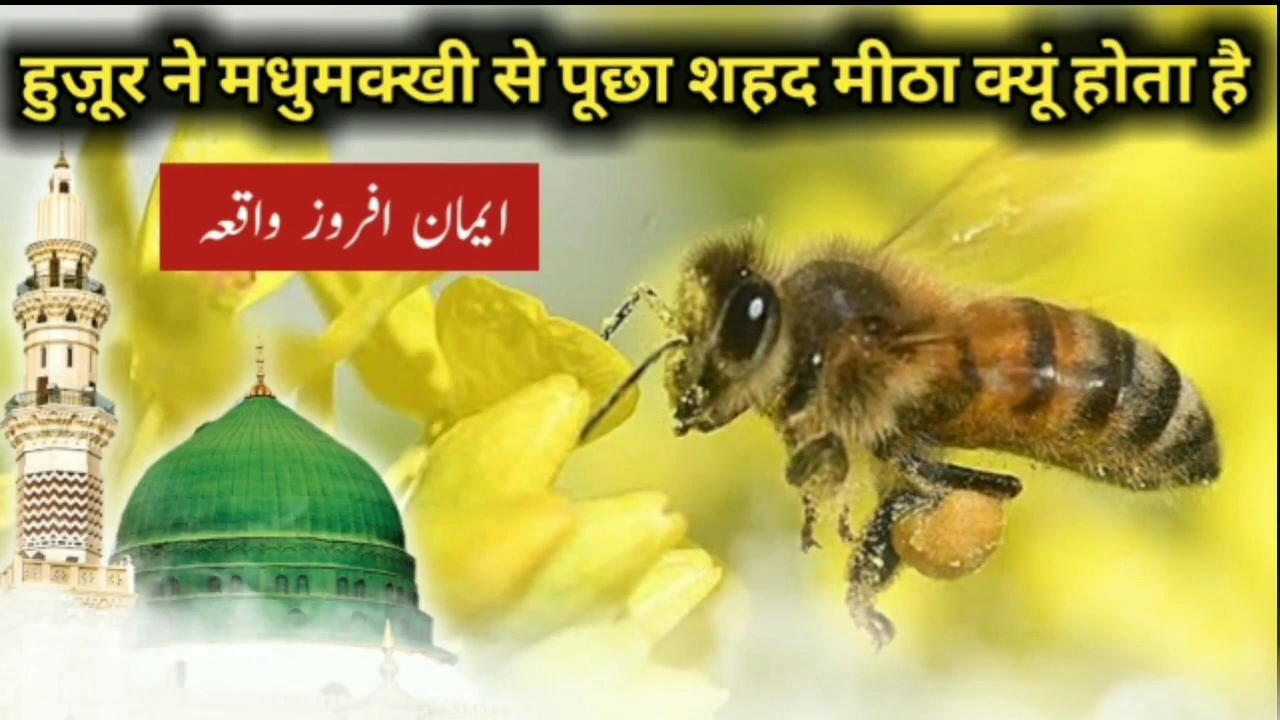 हुज़ूर ने मधुमक्खी से पूछा शहद मीठा क्यूं होता है
ایمان افروز واقعہ